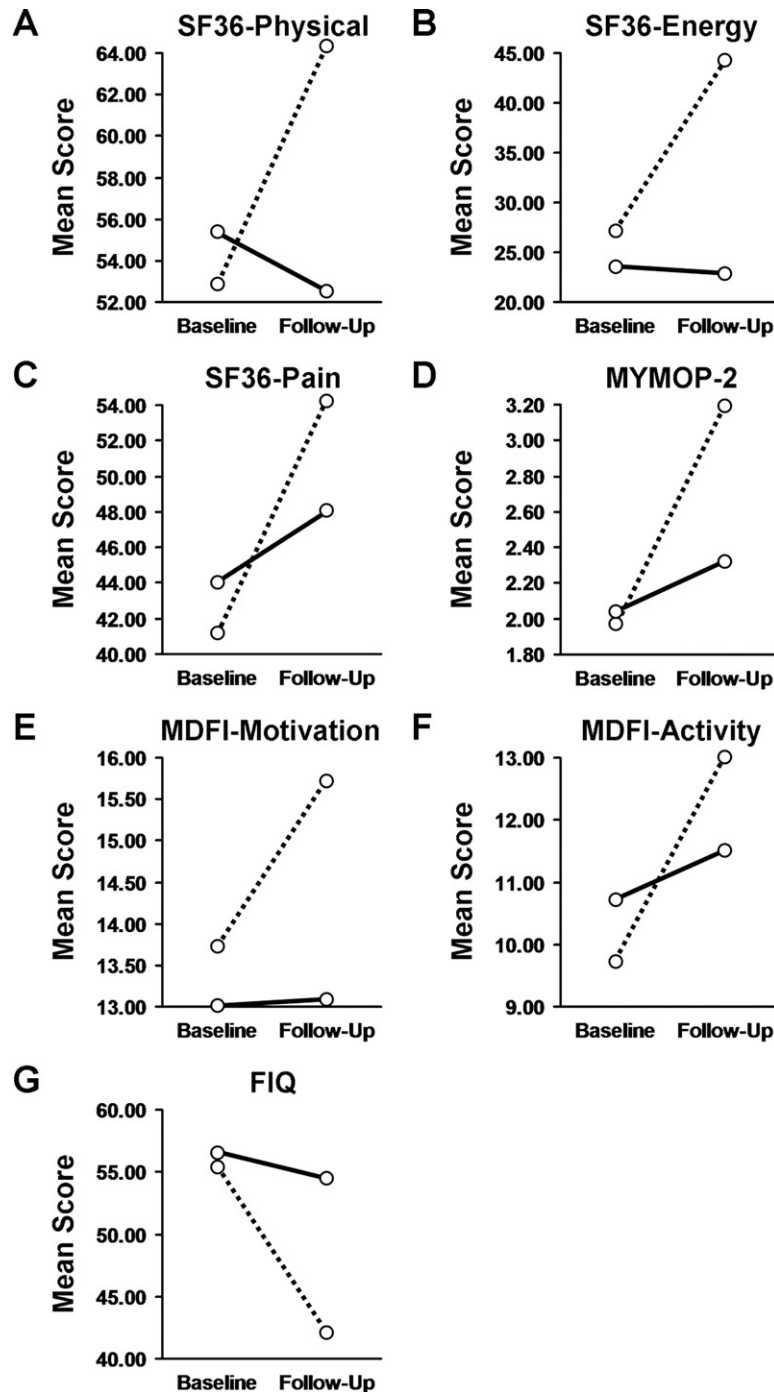 A SF36-Physical
Mean Score
64.00
62.00
60.00
58.00
56.00
54.00
52.00
Baseline Follow-Up
B SF36-Energy
Mean Score
45.00
40.00
35.00
30.00
25.00
20.00
Baseline Follow-Up
C SF36-Pain
Mean Score
54.00
52.00
50.00
48.00
46.00
44.00
42.00
40.00
Baseline Follow-Up
D MYMOP-2
Mean Score
3.20
3.00
2.80
2.60
2.40
2.20
2.00
1.80
Baseline Follow-Up
E MDFI-Motivation
Mean Score
16.00
15.50
15.00
14.50
14.00
13.50
13.00
Baseline Follow-Up
F MDFI-Activity
Mean Score
13.00
12.00
11.00
10.00
9.00
Baseline Follow-Up
G FIQ
Mean Score
60.00
55.00
50.00
45.00
40.00
Baseline Follow-Up